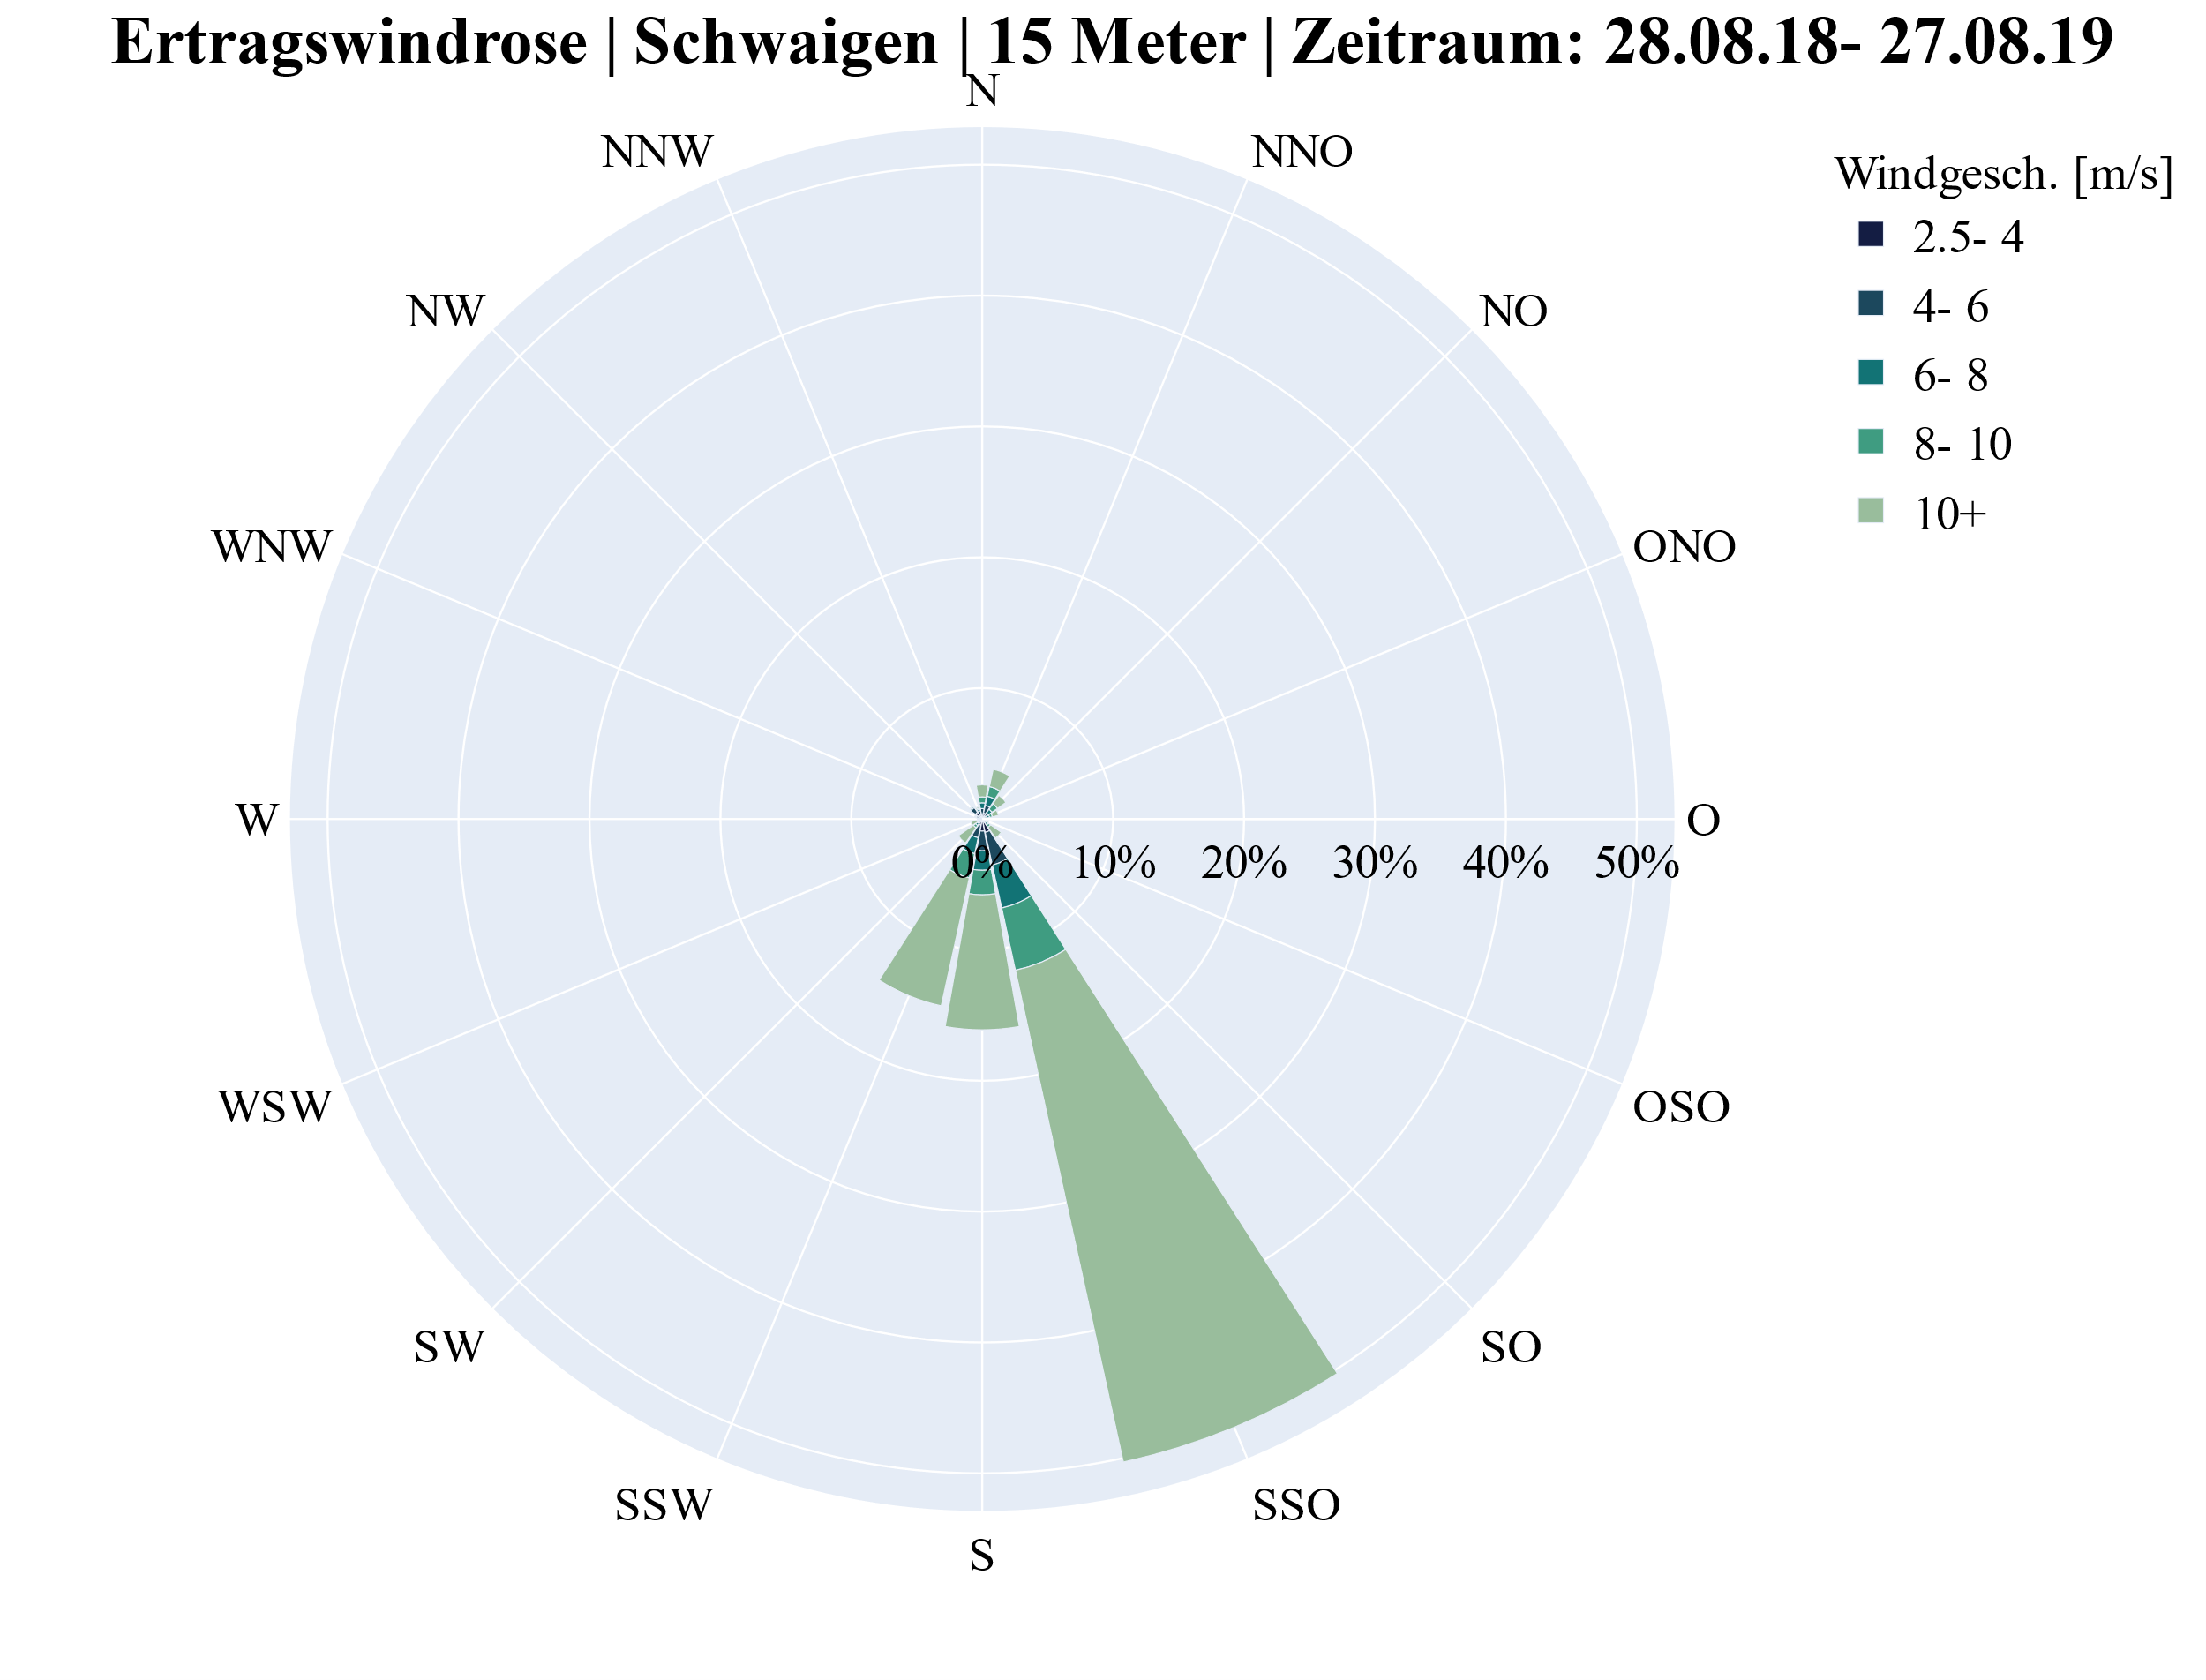 Ertragswindrose | Schwaigen | 15 Meter | Zeitraum: 28.08.18- 27.08.19
N
NNW
NNO
Windgesch. [m/s]
2.5- 4
4- 6
6- 8
8- 10
10+
NW
NO
WNW
ONO
W
O
0%
10%
20%
30%
40%
50%
WSW
OSO
SW
SO
SSW
SSO
S